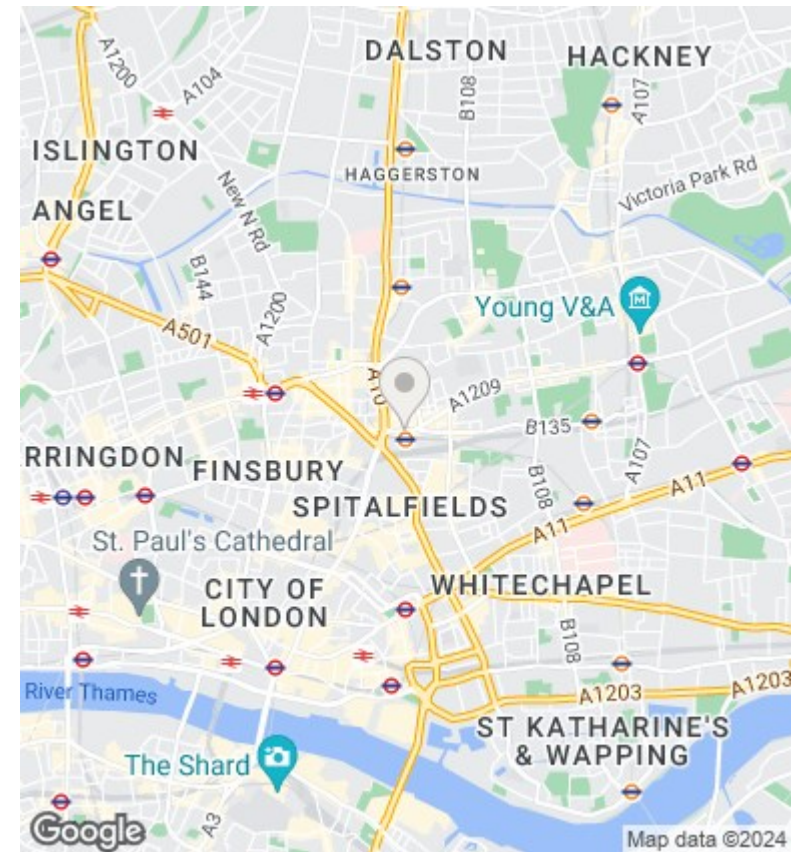 DALSTON
HACKNEY
A1200
A104
B108
A107
ISLINGTON
HAGGERSTON
New N Rd
Victoria Park Rd
ANGEL
B144
A1200
Young V&A
A501
A10
A1209
B135
A107
RRINGDON
FINSBURY
B108
A11
SPITALFIELDS
A11
St. Paul's Cathedral
CITY OF
LONDON
WHITECHAPEL
B108
River Thames
A1203
A1203
ST KATHARINE'S
& WAPPING
The Shard
A3
Google
Map data ©2024